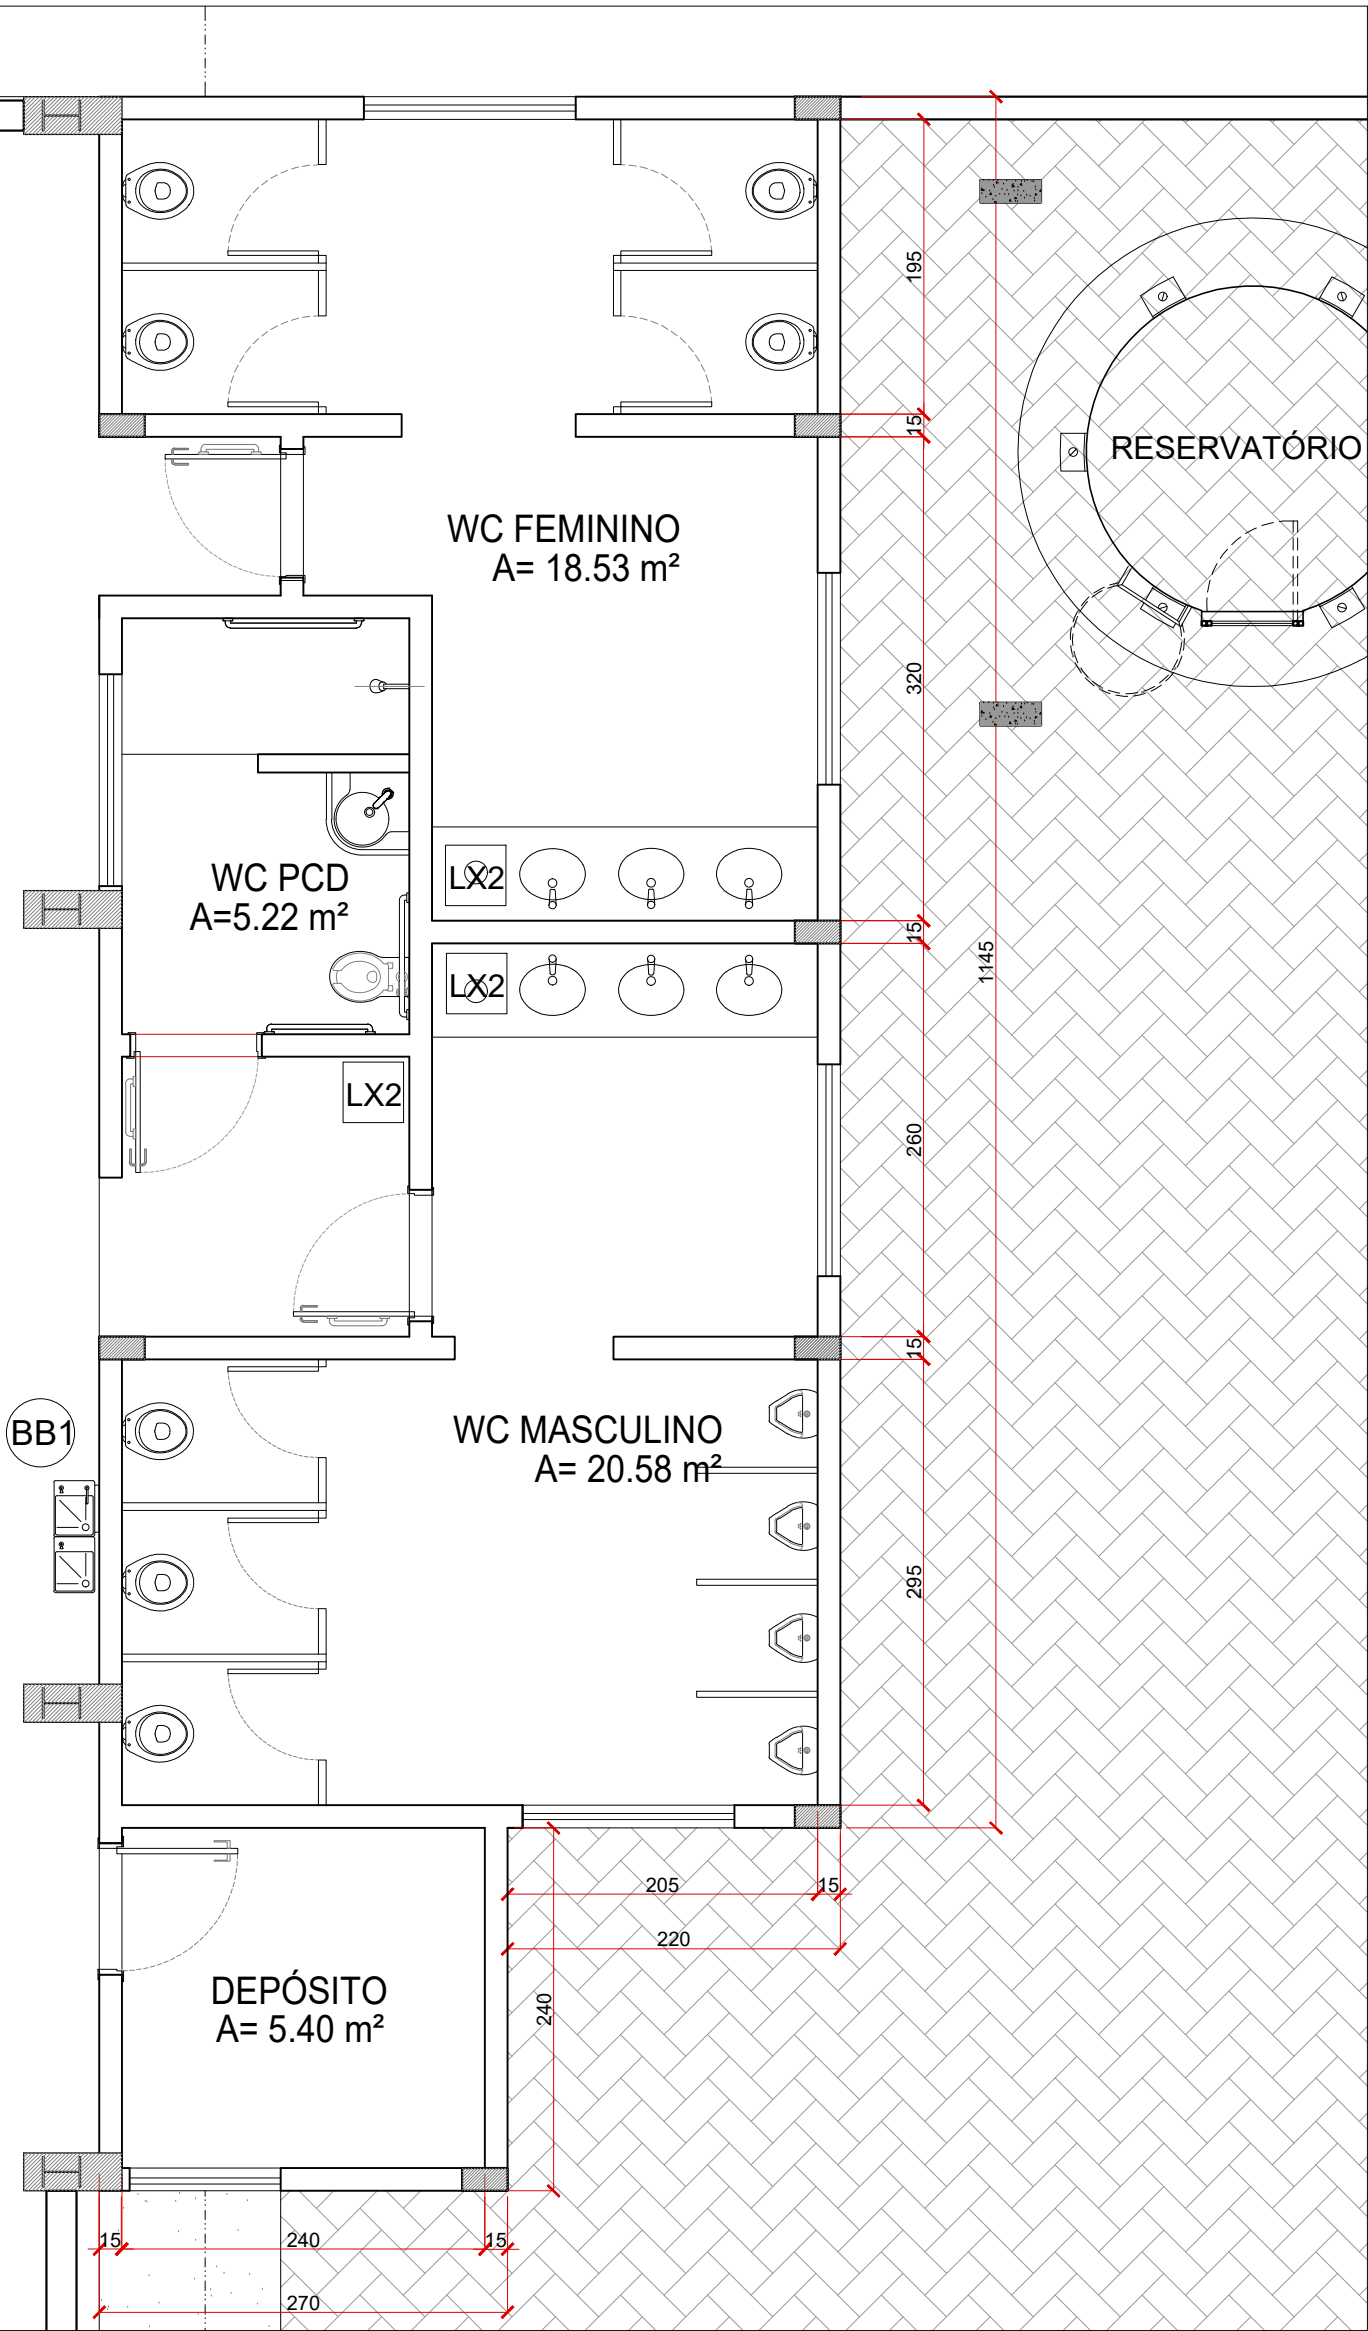 195
15
RESERVATÓRIO
WC FEMININO
A= 18.53 m²
320
WC PCD
A=5.22 m²
LX2
15
1145
LX2
LX2
260
15
BB1
WC MASCULINO
A= 20.58 m²
295
205
15
220
DEPÓSITO
A= 5.40 m²
240
15
240
15
270